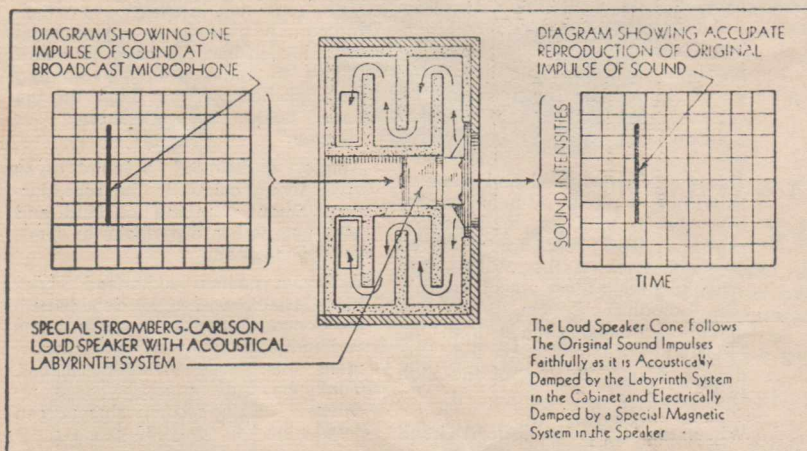 DIAGRAM SHOWING ONE
IMPULSE OF SOUND AT
BROADCAST MICROPHONE
DIAGRAM SHOWING ACCURATE
REPRODUCTION OF ORIGINAL
IMPULSE OF SOUND
SOUND INTENSITIES
TIME
SPECIAL STROMBERG-CARLSON
LOUD SPEAKER WITH ACOUSTICAL
LABYRINTH SYSTEM
The Loud Speaker Cone Follows
The Original Sound Impulses
Faithfully as it is Acoustically
Damped by the Labyrinth System
in the Cabinet and Electrically
Damped by a Special Magnetic
System in the Speaker